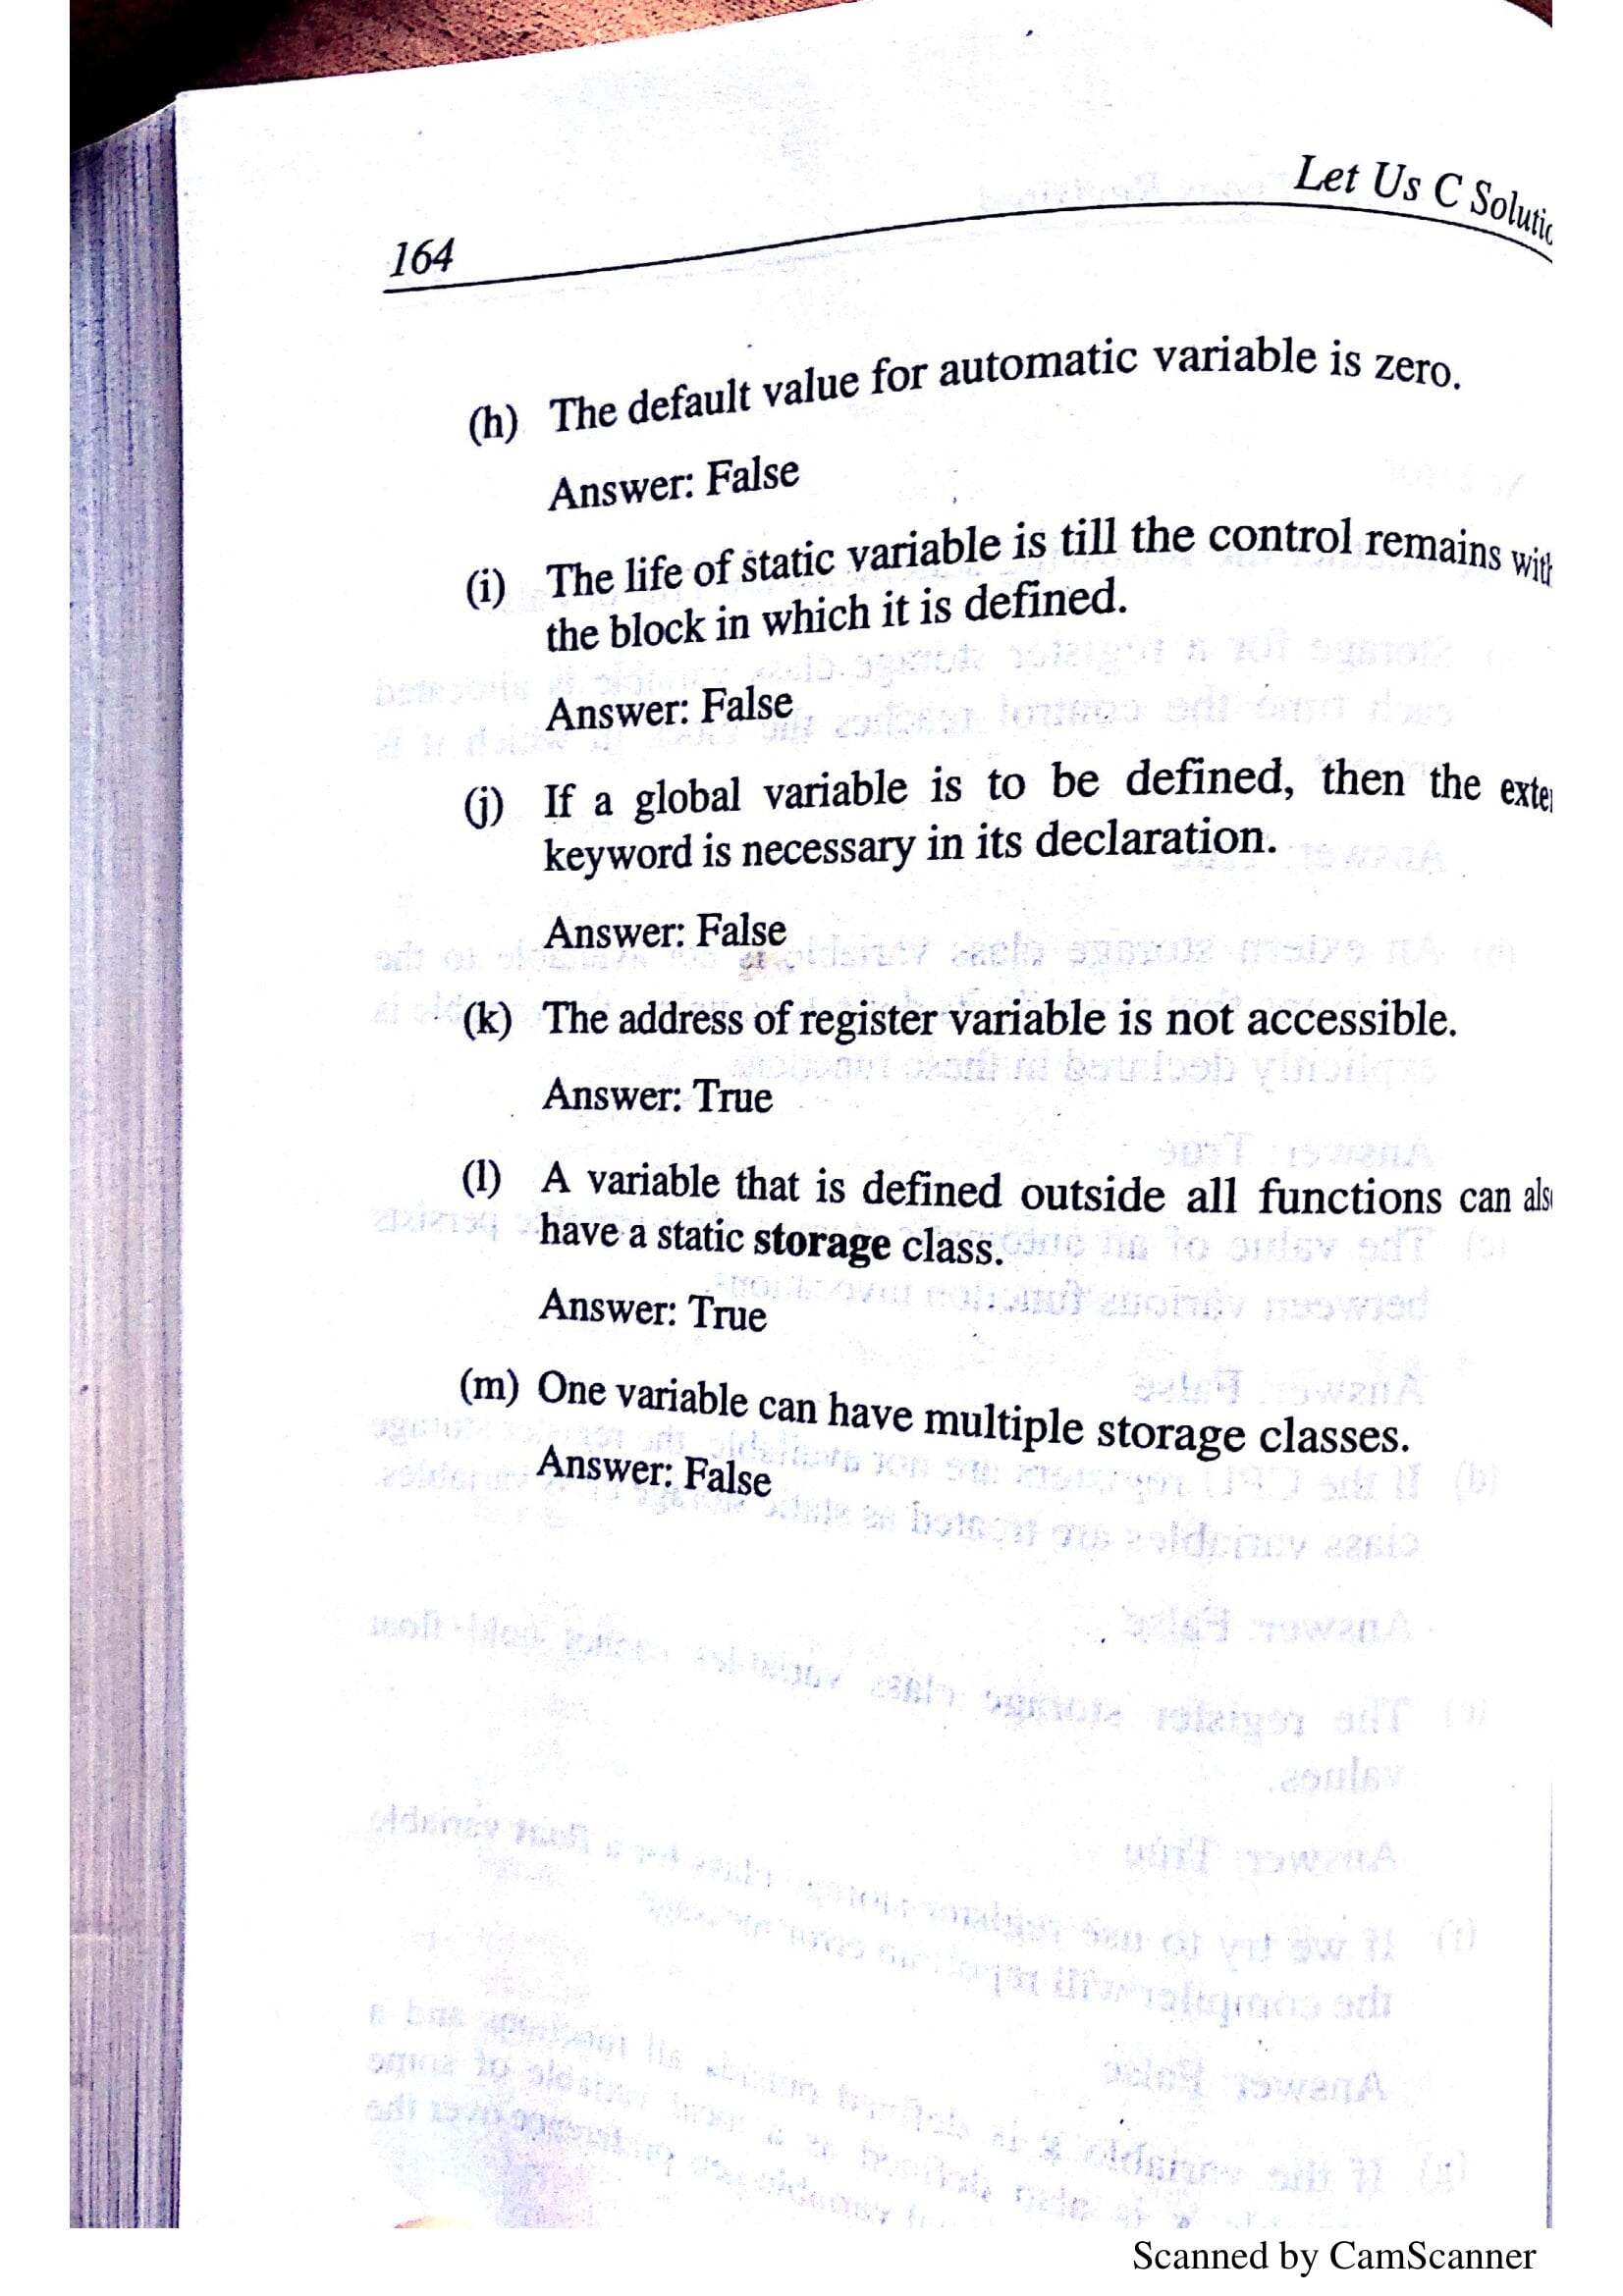 Let Us C Solutio
164
(h) The default value for automatic variable is zero.
Answer: False
(i) The life of static variable is till the control remains with
the block in which it is defined.
Answer: False
(j) If a global variable is to be defined, then the exte
keyword is necessary in its declaration.
Answer: False
(k) The address of register variable is not accessible.
Answer: True
(l) A variable that is defined outside all functions can als
have a static storage class.
Answer: True
(m) One variable can have multiple storage classes.
Answer: False
Scanned by CamScanner